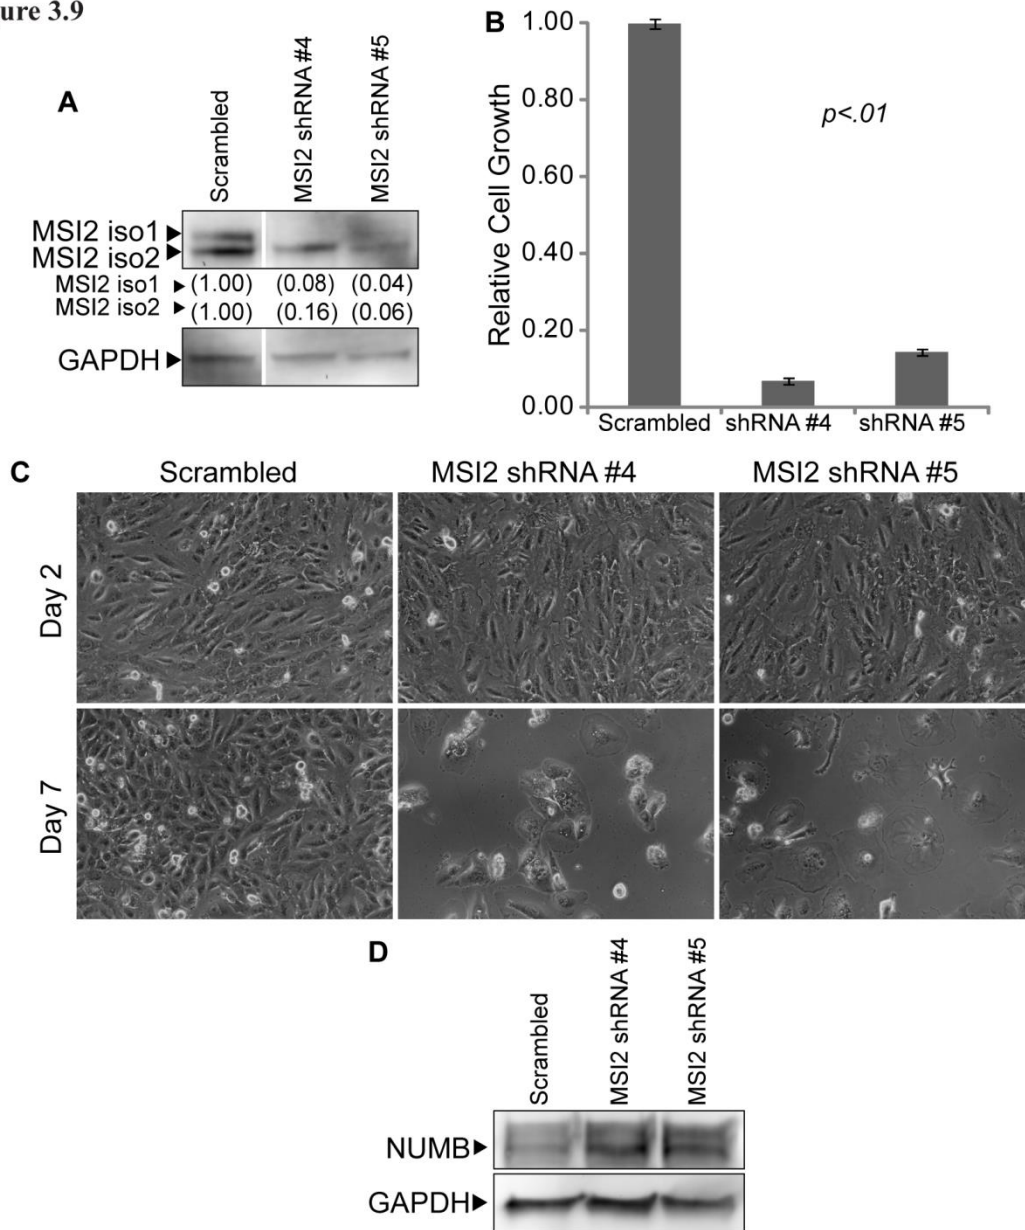 ure 3.9
A
Scrambled
MSI2 shRNA #4
MSI2 shRNA #5
MSI2 iso1
MSI2 iso2
MSI2 iso1 (1.00) (0.08) (0.04)
MSI2 iso2 (1.00) (0.16) (0.06)
GAPDH
B
Relative Cell Growth
1.00
0.80
0.60
0.40
0.20
0.00
p<.01
Scrambled shRNA #4 shRNA #5
C
Scrambled MSI2 shRNA #4 MSI2 shRNA #5
Day 2
Day 7
D
Scrambled
MSI2 shRNA #4
MSI2 shRNA #5
NUMB
GAPDH